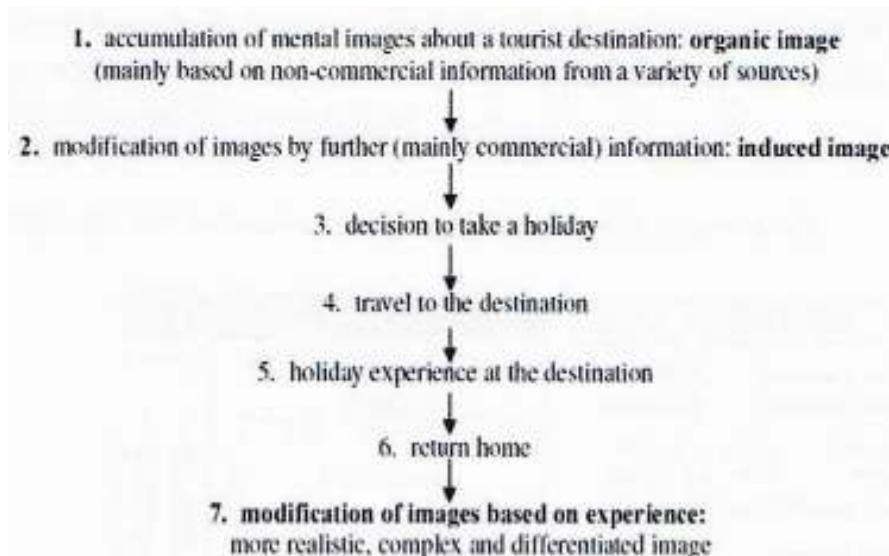 1. accumulation of mental images about a tourist destination: organic image
(mainly based on non-commercial information from a variety of sources)
2. modification of images by further (mainly commercial) information: induced image
3. decision to take a holiday
4. travel to the destination
5. holiday experience at the destination
6. return home
7. modification of images based on experience:
more realistic, complex and differentiated image